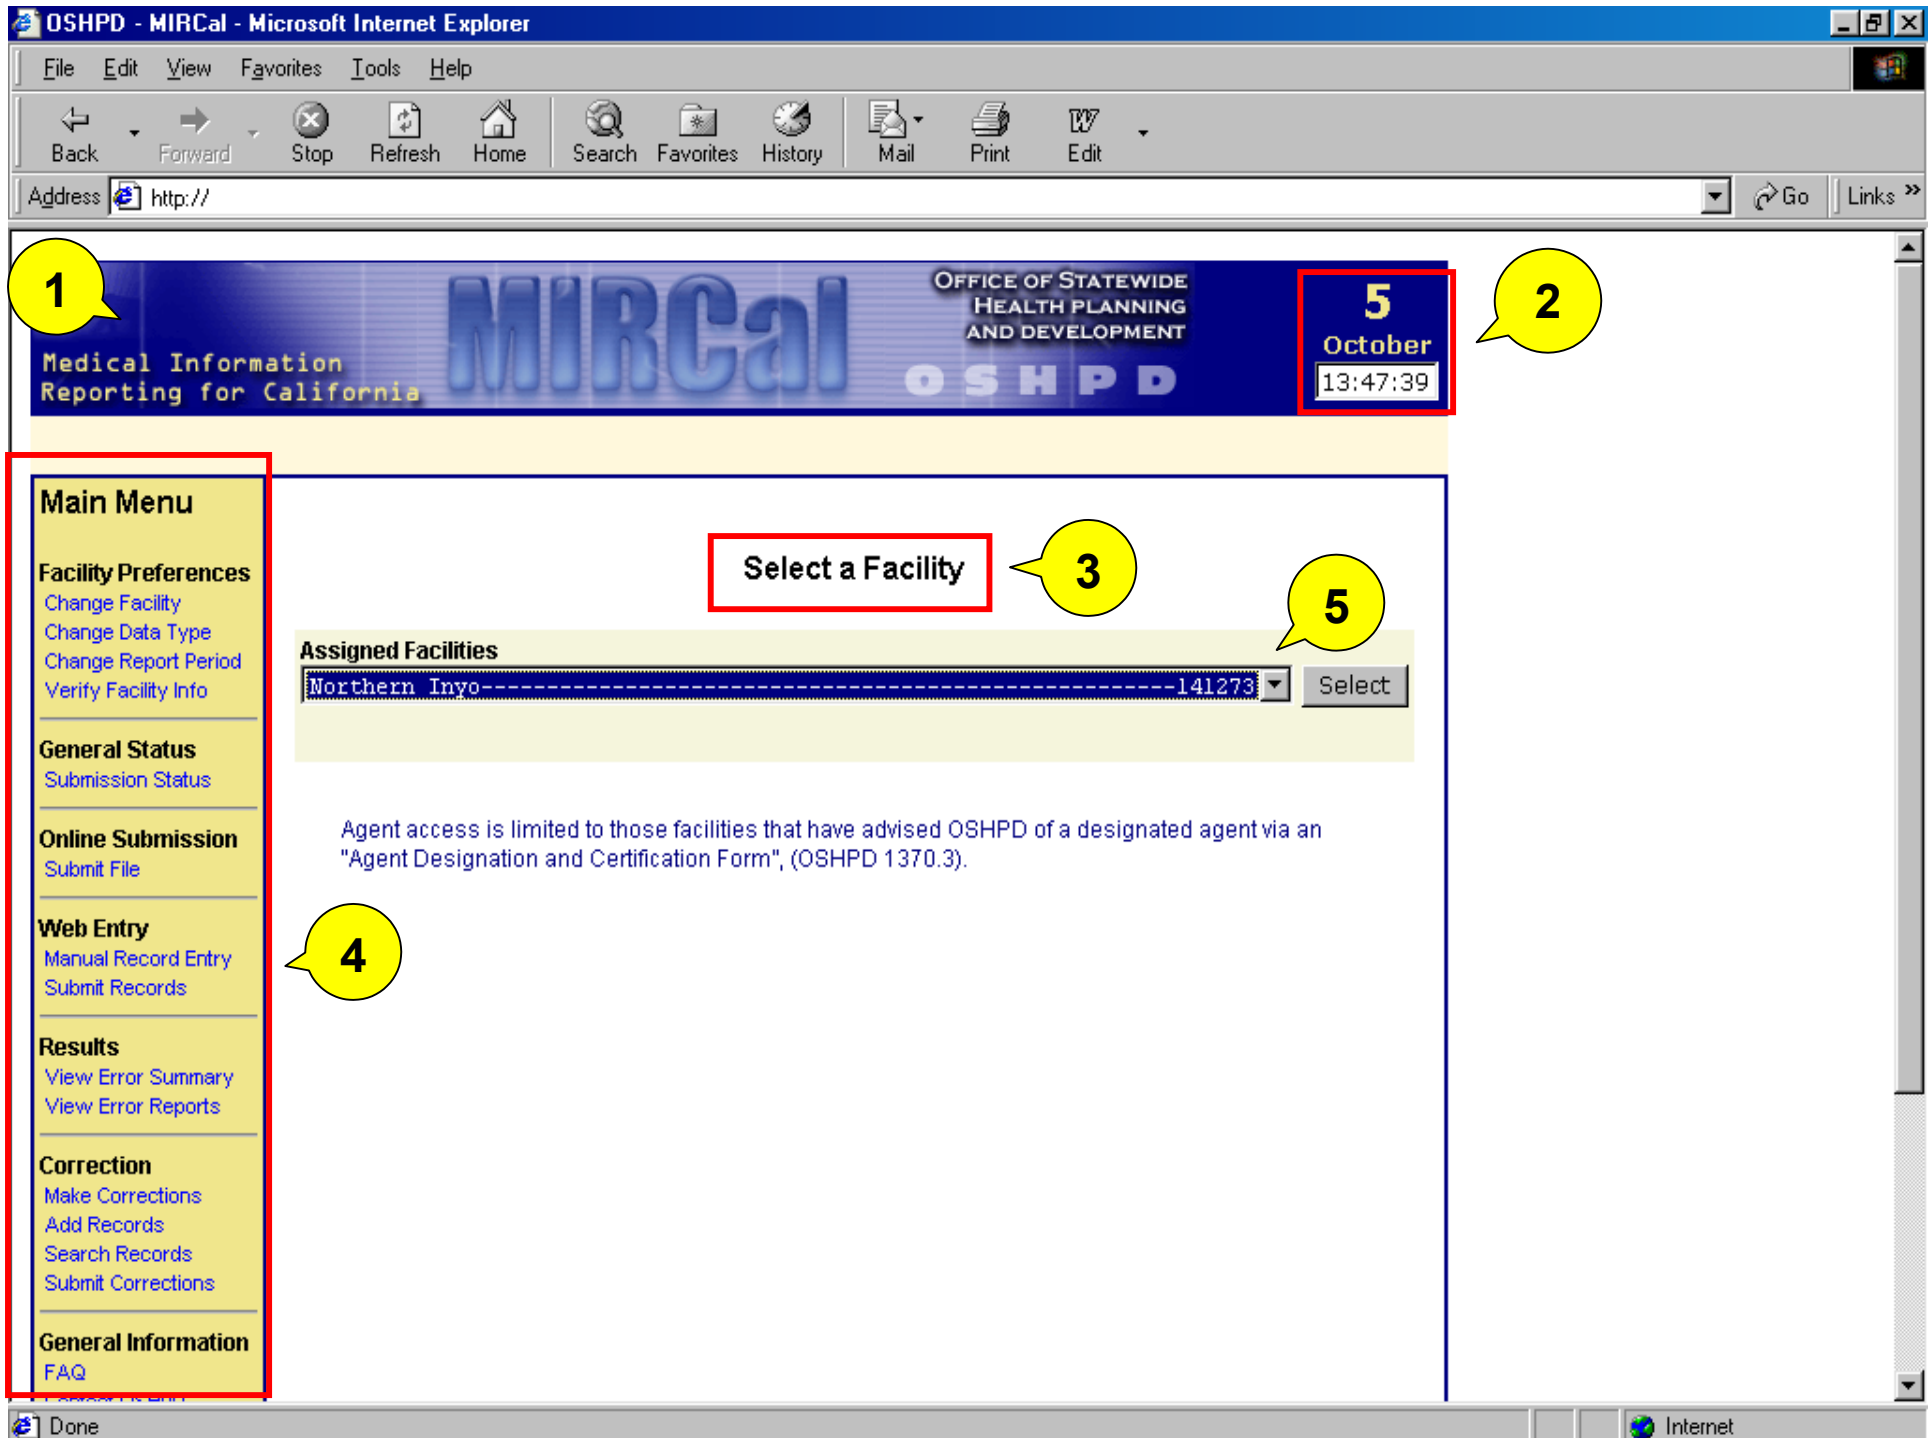 OSHPD - MIRCal - Microsoft Internet Explorer
File Edit View Favorites Tools Help
Back Forward Stop Refresh Home Search Favorites History Mail Print Edit
Address http:// Go Links »
1
Medical Information
Reporting for California
MIRCal
OFFICE OF STATEWIDE
HEALTH PLANNING
AND DEVELOPMENT
OSHPD
5
October
13:47:39
2
Main Menu
Facility Preferences
Change Facility
Change Data Type
Change Report Period
Verify Facility Info
General Status
Submission Status
Online Submission
Submit File
Web Entry
Manual Record Entry
Submit Records
Results
View Error Summary
View Error Reports
Correction
Make Corrections
Add Records
Search Records
Submit Corrections
General Information
FAQ
4
Select a Facility
3
5
Assigned Facilities
Northern Inyo-----------------------------------------------------141273
Select
Agent access is limited to those facilities that have advised OSHPD of a designated agent via an
"Agent Designation and Certification Form", (OSHPD 1370.3).
Done
Internet